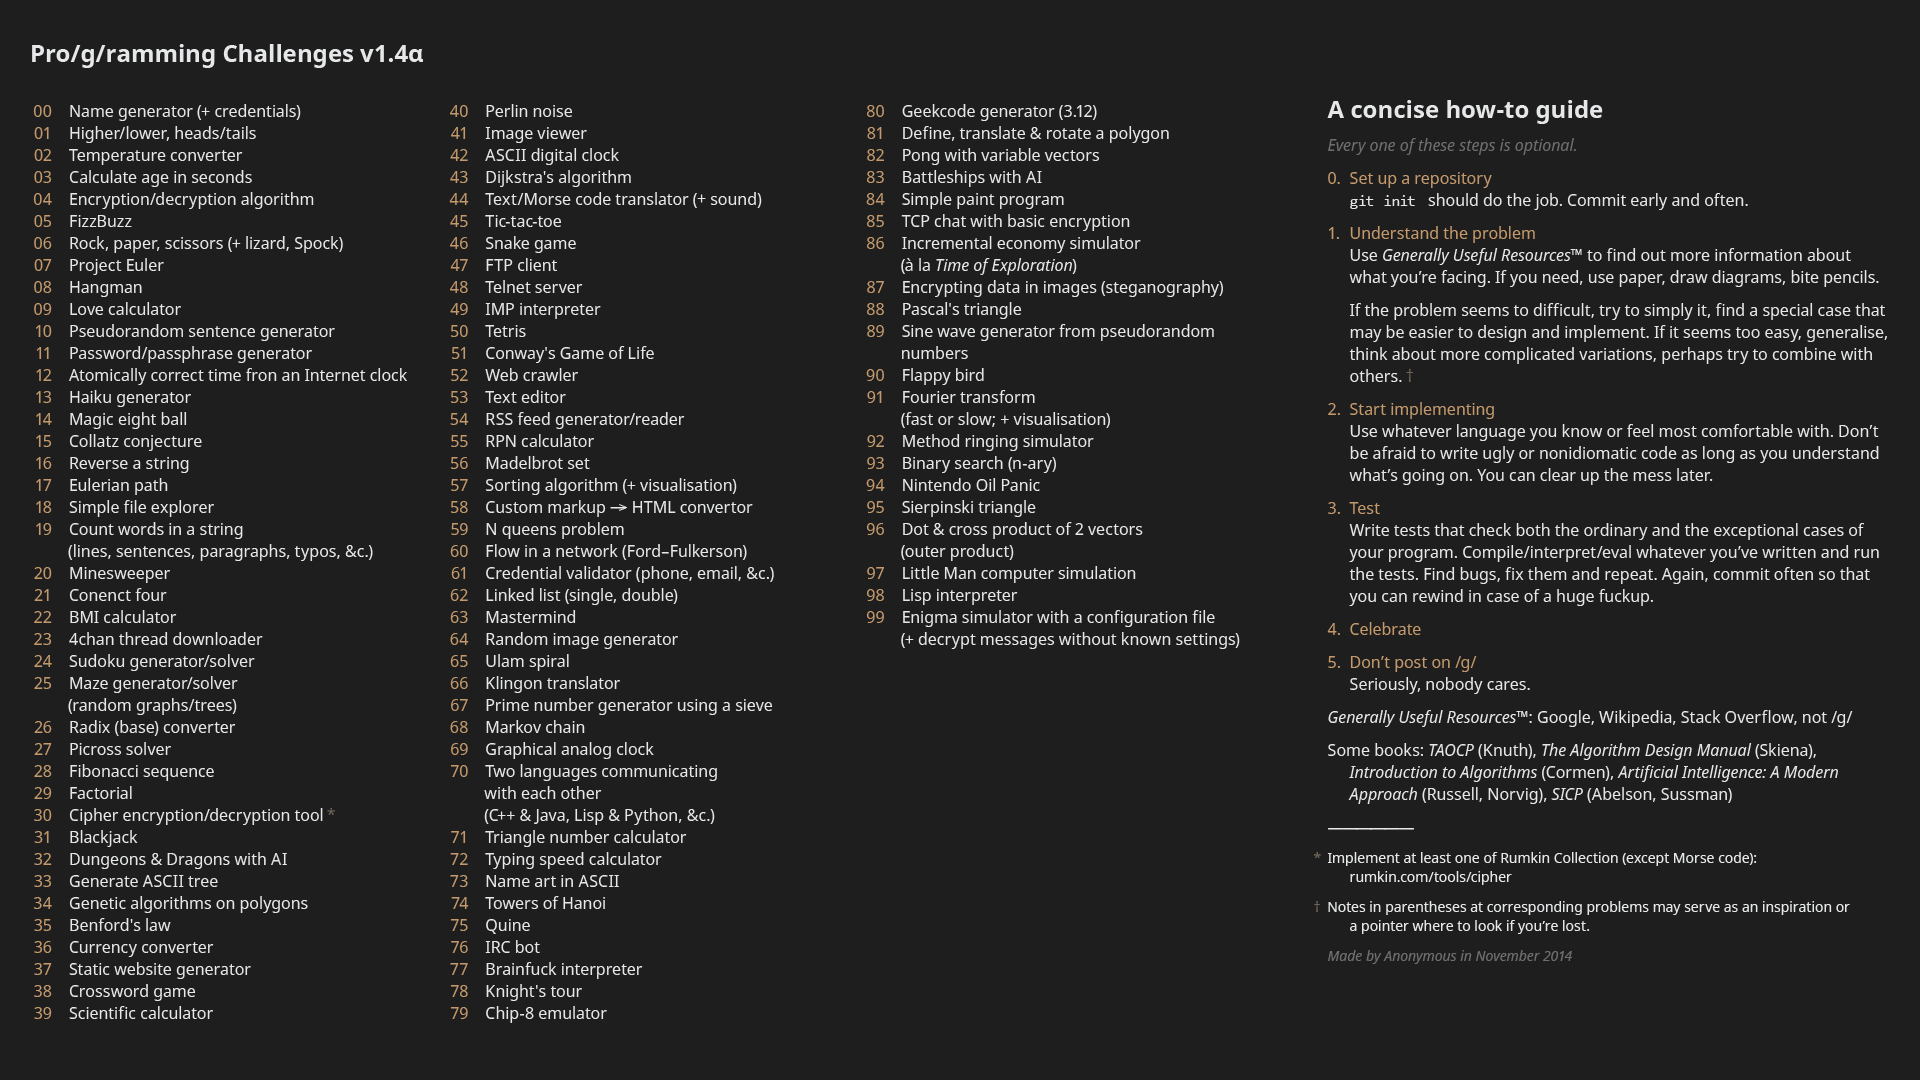 Pro/g/ramming Challenges v1.4α
00 Name generator (+ credentials)
01 Higher/lower, heads/tails
02 Temperature converter
03 Calculate age in seconds
04 Encryption/decryption algorithm
05 FizzBuzz
06 Rock, paper, scissors (+ lizard, Spock)
07 Project Euler
08 Hangman
09 Love calculator
10 Pseudorandom sentence generator
11 Password/passphrase generator
12 Atomically correct time fron an Internet clock
13 Haiku generator
14 Magic eight ball
15 Collatz conjecture
16 Reverse a string
17 Eulerian path
18 Simple file explorer
19 Count words in a string
(lines, sentences, paragraphs, typos, &c.)
20 Minesweeper
21 Conenct four
22 BMI calculator
23 4chan thread downloader
24 Sudoku generator/solver
25 Maze generator/solver
(random graphs/trees)
26 Radix (base) converter
27 Picross solver
28 Fibonacci sequence
29 Factorial
30 Cipher encryption/decryption tool *
31 Blackjack
32 Dungeons & Dragons with AI
33 Generate ASCII tree
34 Genetic algorithms on polygons
35 Benford's law
36 Currency converter
37 Static website generator
38 Crossword game
39 Scientific calculator
40 Perlin noise
41 Image viewer
42 ASCII digital clock
43 Dijkstra's algorithm
44 Text/Morse code translator (+ sound)
45 Tic-tac-toe
46 Snake game
47 FTP client
48 Telnet server
49 IMP interpreter
50 Tetris
51 Conway's Game of Life
52 Web crawler
53 Text editor
54 RSS feed generator/reader
55 RPN calculator
56 Madelbrot set
57 Sorting algorithm (+ visualisation)
58 Custom markup → HTML convertor
59 N queens problem
60 Flow in a network (Ford–Fulkerson)
61 Credential validator (phone, email, &c.)
62 Linked list (single, double)
63 Mastermind
64 Random image generator
65 Ulam spiral
66 Klingon translator
67 Prime number generator using a sieve
68 Markov chain
69 Graphical analog clock
70 Two languages communicating
with each other
(C++ & Java, Lisp & Python, &c.)
71 Triangle number calculator
72 Typing speed calculator
73 Name art in ASCII
74 Towers of Hanoi
75 Quine
76 IRC bot
77 Brainfuck interpreter
78 Knight's tour
79 Chip-8 emulator
80 Geekcode generator (3.12)
81 Define, translate & rotate a polygon
82 Pong with variable vectors
83 Battleships with AI
84 Simple paint program
85 TCP chat with basic encryption
86 Incremental economy simulator
(à la Time of Exploration)
87 Encrypting data in images (steganography)
88 Pascal's triangle
89 Sine wave generator from pseudorandom
numbers
90 Flappy bird
91 Fourier transform
(fast or slow; + visualisation)
92 Method ringing simulator
93 Binary search (n-ary)
94 Nintendo Oil Panic
95 Sierpinski triangle
96 Dot & cross product of 2 vectors
(outer product)
97 Little Man computer simulation
98 Lisp interpreter
99 Enigma simulator with a configuration file
(+ decrypt messages without known settings)
A concise how-to guide
Every one of these steps is optional.
0. Set up a repository
git init should do the job. Commit early and often.
1. Understand the problem
Use Generally Useful Resources™ to find out more information about
what you’re facing. If you need, use paper, draw diagrams, bite pencils.
If the problem seems to difficult, try to simply it, find a special case that
may be easier to design and implement. If it seems too easy, generalise,
think about more complicated variations, perhaps try to combine with
others. †
2. Start implementing
Use whatever language you know or feel most comfortable with. Don’t
be afraid to write ugly or nonidiomatic code as long as you understand
what’s going on. You can clear up the mess later.
3. Test
Write tests that check both the ordinary and the exceptional cases of
your program. Compile/interpret/eval whatever you’ve written and run
the tests. Find bugs, fix them and repeat. Again, commit often so that
you can rewind in case of a huge fuckup.
4. Celebrate
5. Don’t post on /g/
Seriously, nobody cares.
Generally Useful Resources™: Google, Wikipedia, Stack Overflow, not /g/
Some books: TAOCP (Knuth), The Algorithm Design Manual (Skiena),
Introduction to Algorithms (Cormen), Artificial Intelligence: A Modern
Approach (Russell, Norvig), SICP (Abelson, Sussman)
* Implement at least one of Rumkin Collection (except Morse code):
rumkin.com/tools/cipher
† Notes in parentheses at corresponding problems may serve as an inspiration or
a pointer where to look if you’re lost.
Made by Anonymous in November 2014